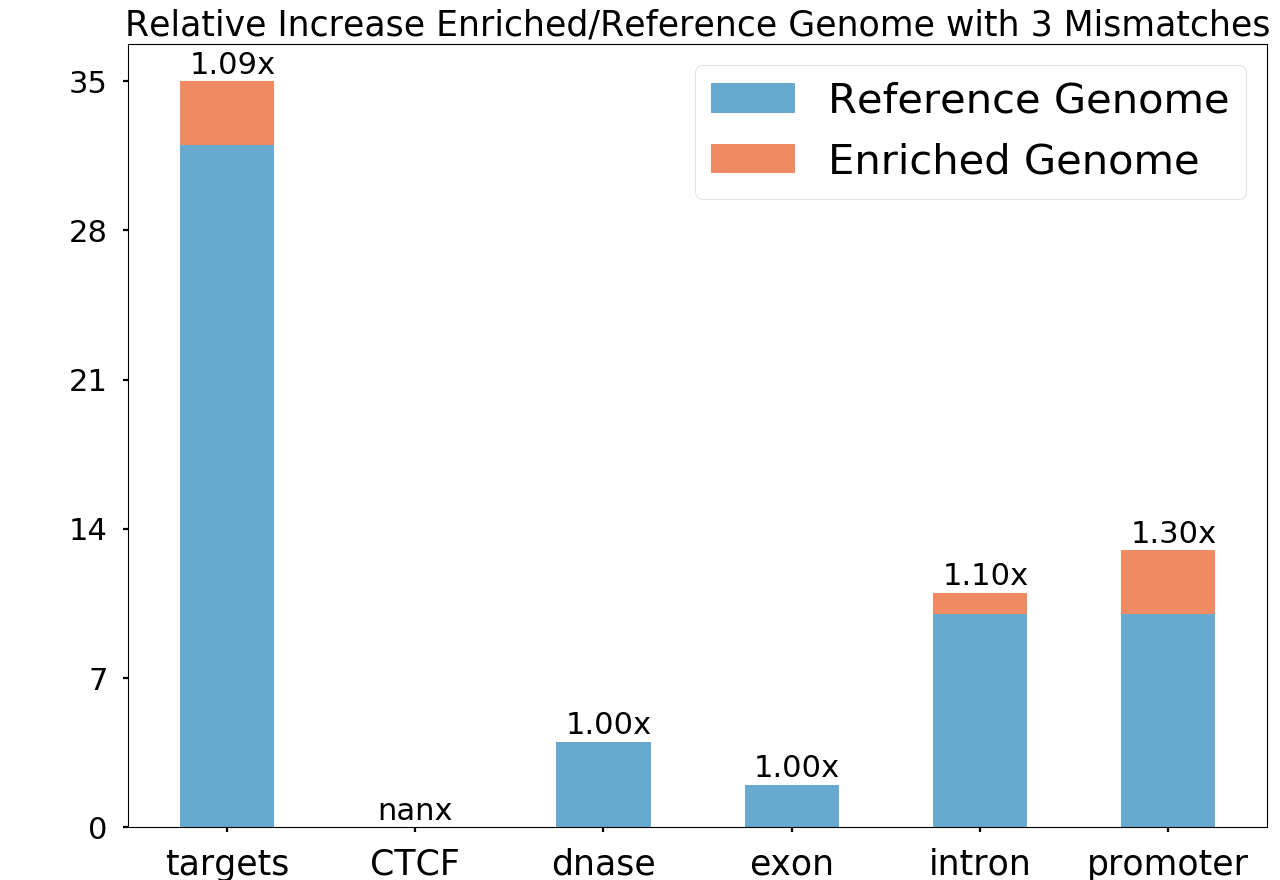 Relative Increase Enriched/Reference Genome with 3 Mismatches
1.09x
35
Reference Genome
Enriched Genome
28
21
14
1.30x
1.10x
7
1.00x
1.00x
nanx
0
targets CTCF dnase exon intron promoter